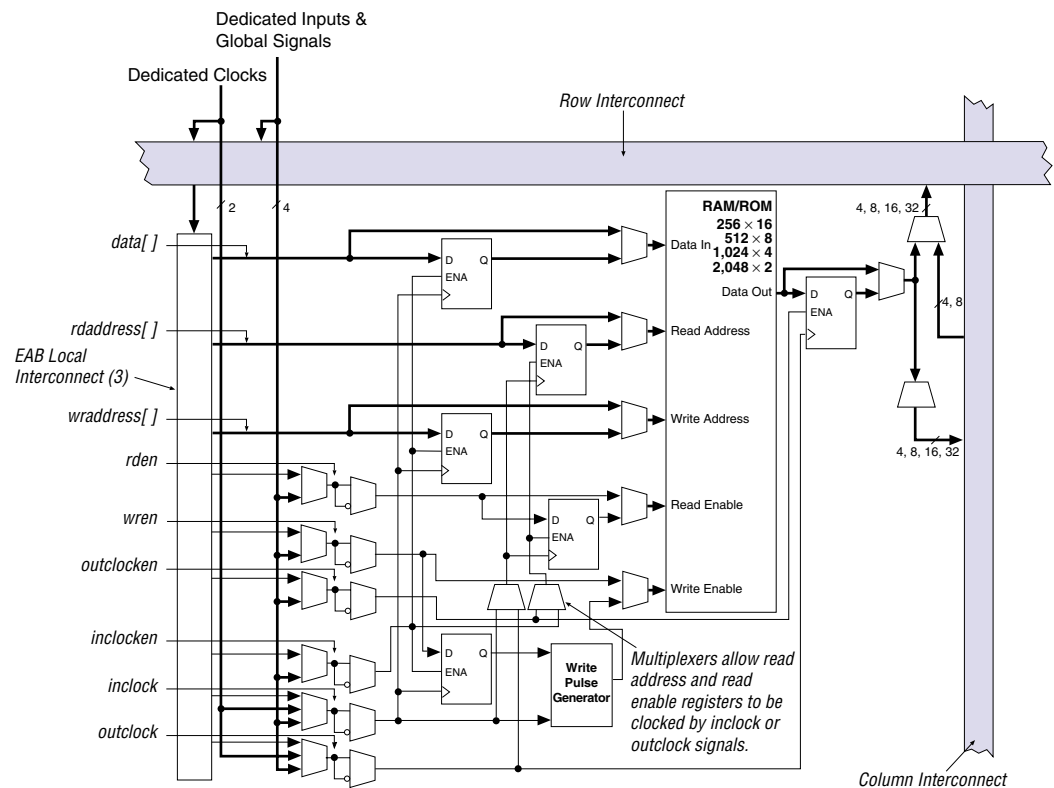 Dedicated Inputs &
Global Signals
Dedicated Clocks
Row Interconnect
2
4
4, 8, 16, 32
RAM/ROM
256 × 16
512 × 8
1,024 × 4
2,048 × 2
data[ ]
D
Q
ENA
Data In
Data Out
D
Q
ENA
4, 8
rdaddress[ ]
D
Q
ENA
Read Address
EAB Local
Interconnect (3)
wraddress[ ]
D
Q
ENA
Write Address
4, 8, 16, 32
rden
Read Enable
D
Q
ENA
wren
outclocken
Write Enable
inclocken
D
Q
ENA
Write
Pulse
Generator
Multiplexers allow read
address and read
enable registers to be
clocked by inclock or
outclock signals.
inclock
outclock
Column Interconnect